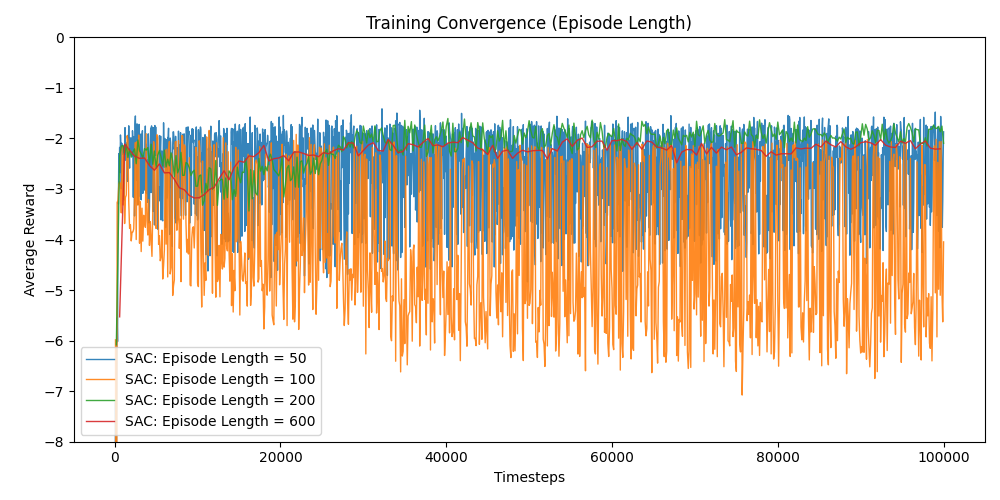 Training Convergence (Episode Length)
0
−1
−2
−3
−4
−5
−6
−7
−8
Average Reward
SAC: Episode Length = 50
SAC: Episode Length = 100
SAC: Episode Length = 200
SAC: Episode Length = 600
0
20000
40000
60000
80000
100000
Timesteps